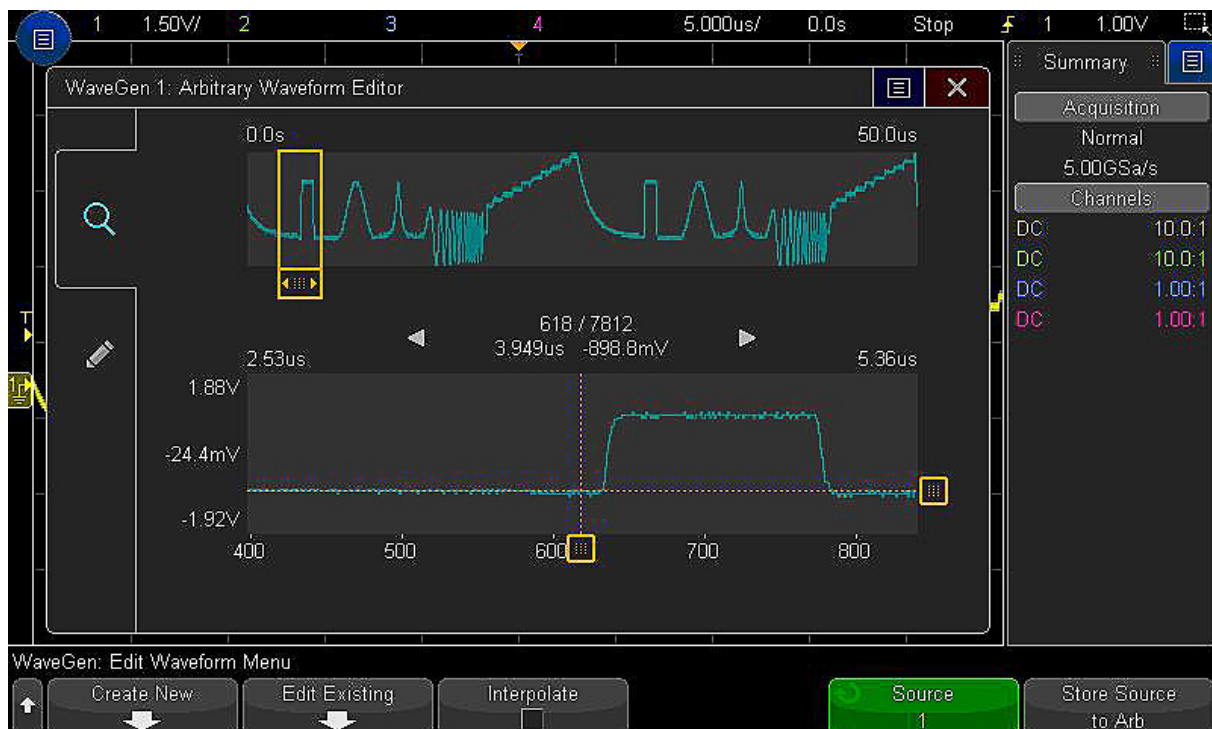 1 1.50V/ 2 3 4 5.000us/ 0.0s Stop 1 1.00V
Summary
WaveGen 1: Arbitrary Waveform Editor
Acquisition
Normal
5.00GSa/s
Channels
DC 10.0:1
DC 10.0:1
DC 1.00:1
DC 1.00:1
0.0s 50.0us
618 / 7812
3.949us -898.8mV
2.53us 5.36us
1.88V
-24.4mV
-1.92V
400 500 600 700 800
T
1
WaveGen: Edit Waveform Menu
Create New Edit Existing Interpolate Source Store Source
1 to Arb